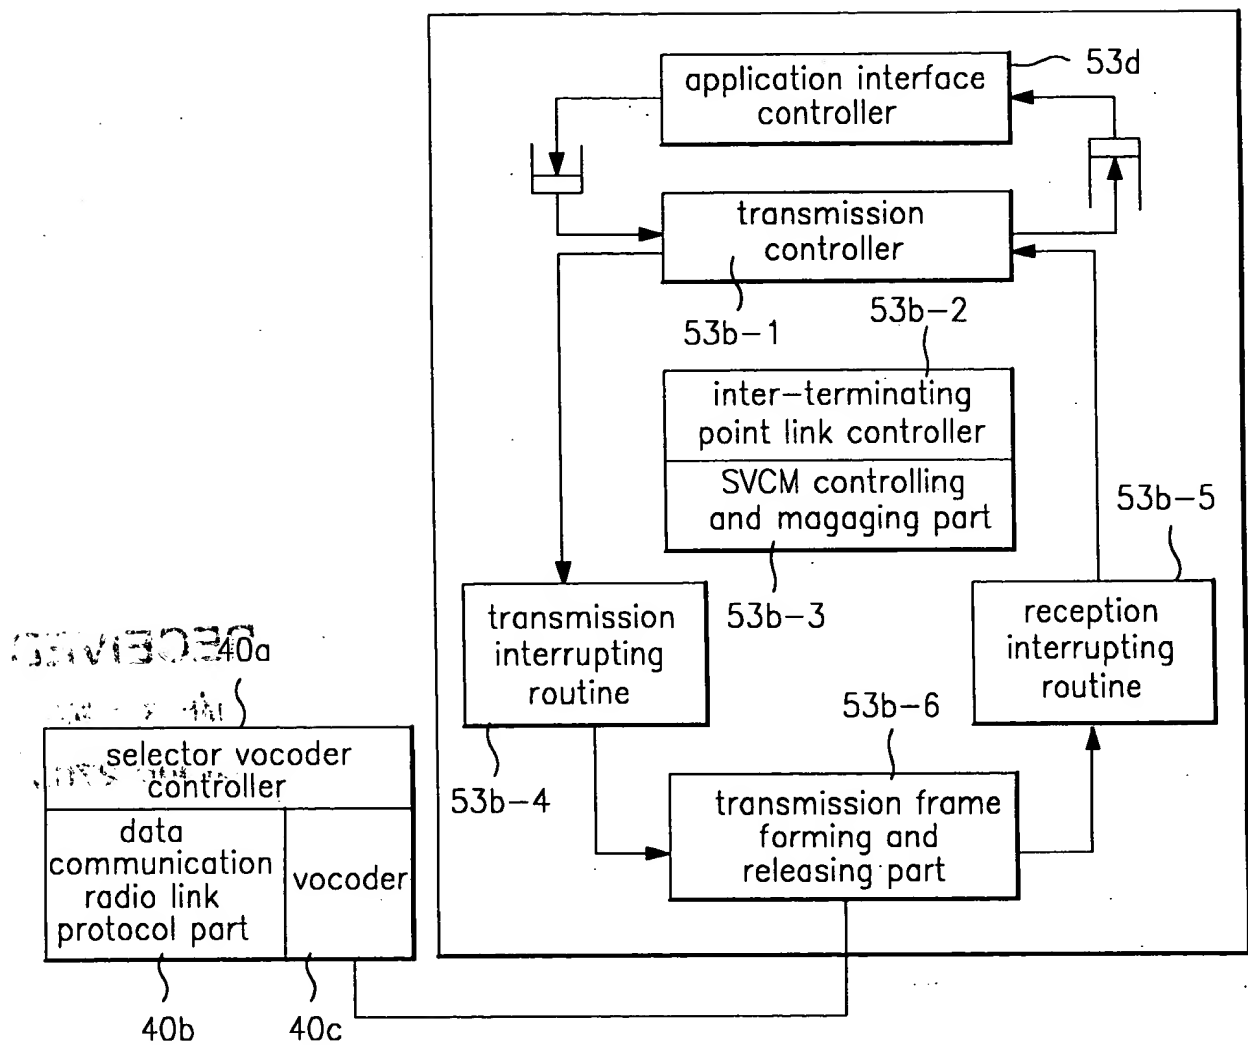 53d
application interface
controller
transmission
controller
53b-1
53b-2
inter-terminating
point link controller
SVCM controlling
and magaging part
53b-3
53b-5
transmission
interrupting
routine
53b-4
reception
interrupting
routine
53b-6
transmission frame
forming and
releasing part
40a
selector vocoder
controller
data
communication
radio link
protocol part
vocoder
40b
40c